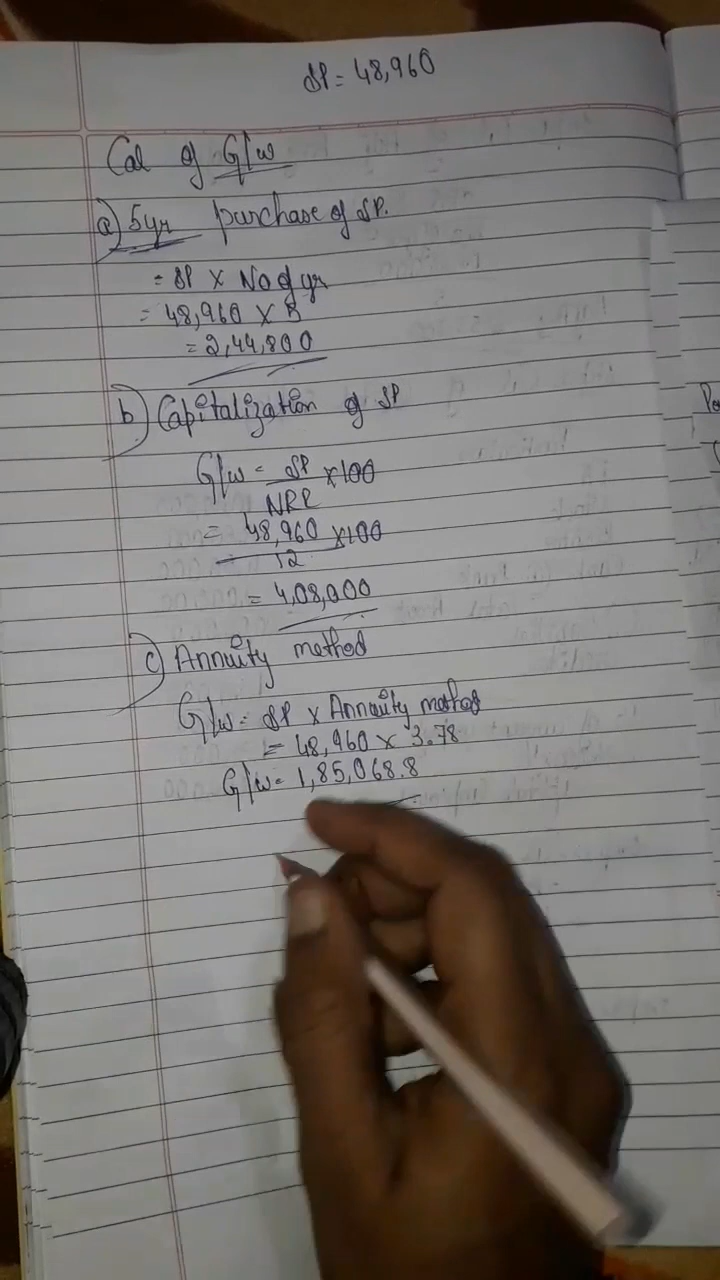 SP = 48,960
Cal of G/w
a) 5yr purchase of SP.
= SP × No of yr
= 48,960 × 5
= 2,44,800
b) Capitalization of SP
G/w = SP × 100
NRR
= 48,960 × 100
12
= 4,08,000
c) Annuity method
G/w = SP × Annuity method
= 48,960 × 3.78
G/w = 1,85,068.8